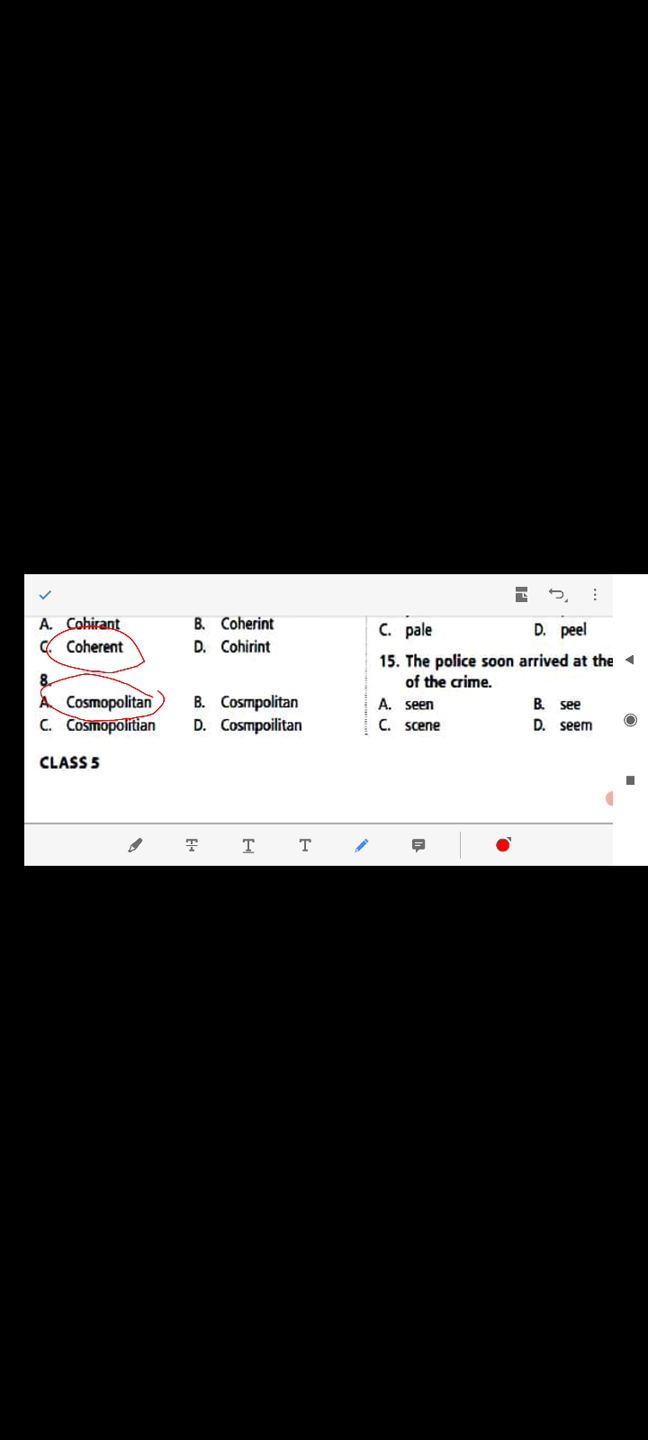 A. Cohirant B. Coherint
C. Coherent D. Cohirint
8.
A. Cosmopolitan B. Cosmpolitan
C. Cosmopolitian D. Cosmpoilitan
CLASS 5
C. pale D. peel
15. The police soon arrived at the
of the crime.
A. seen B. see
C. scene D. seem